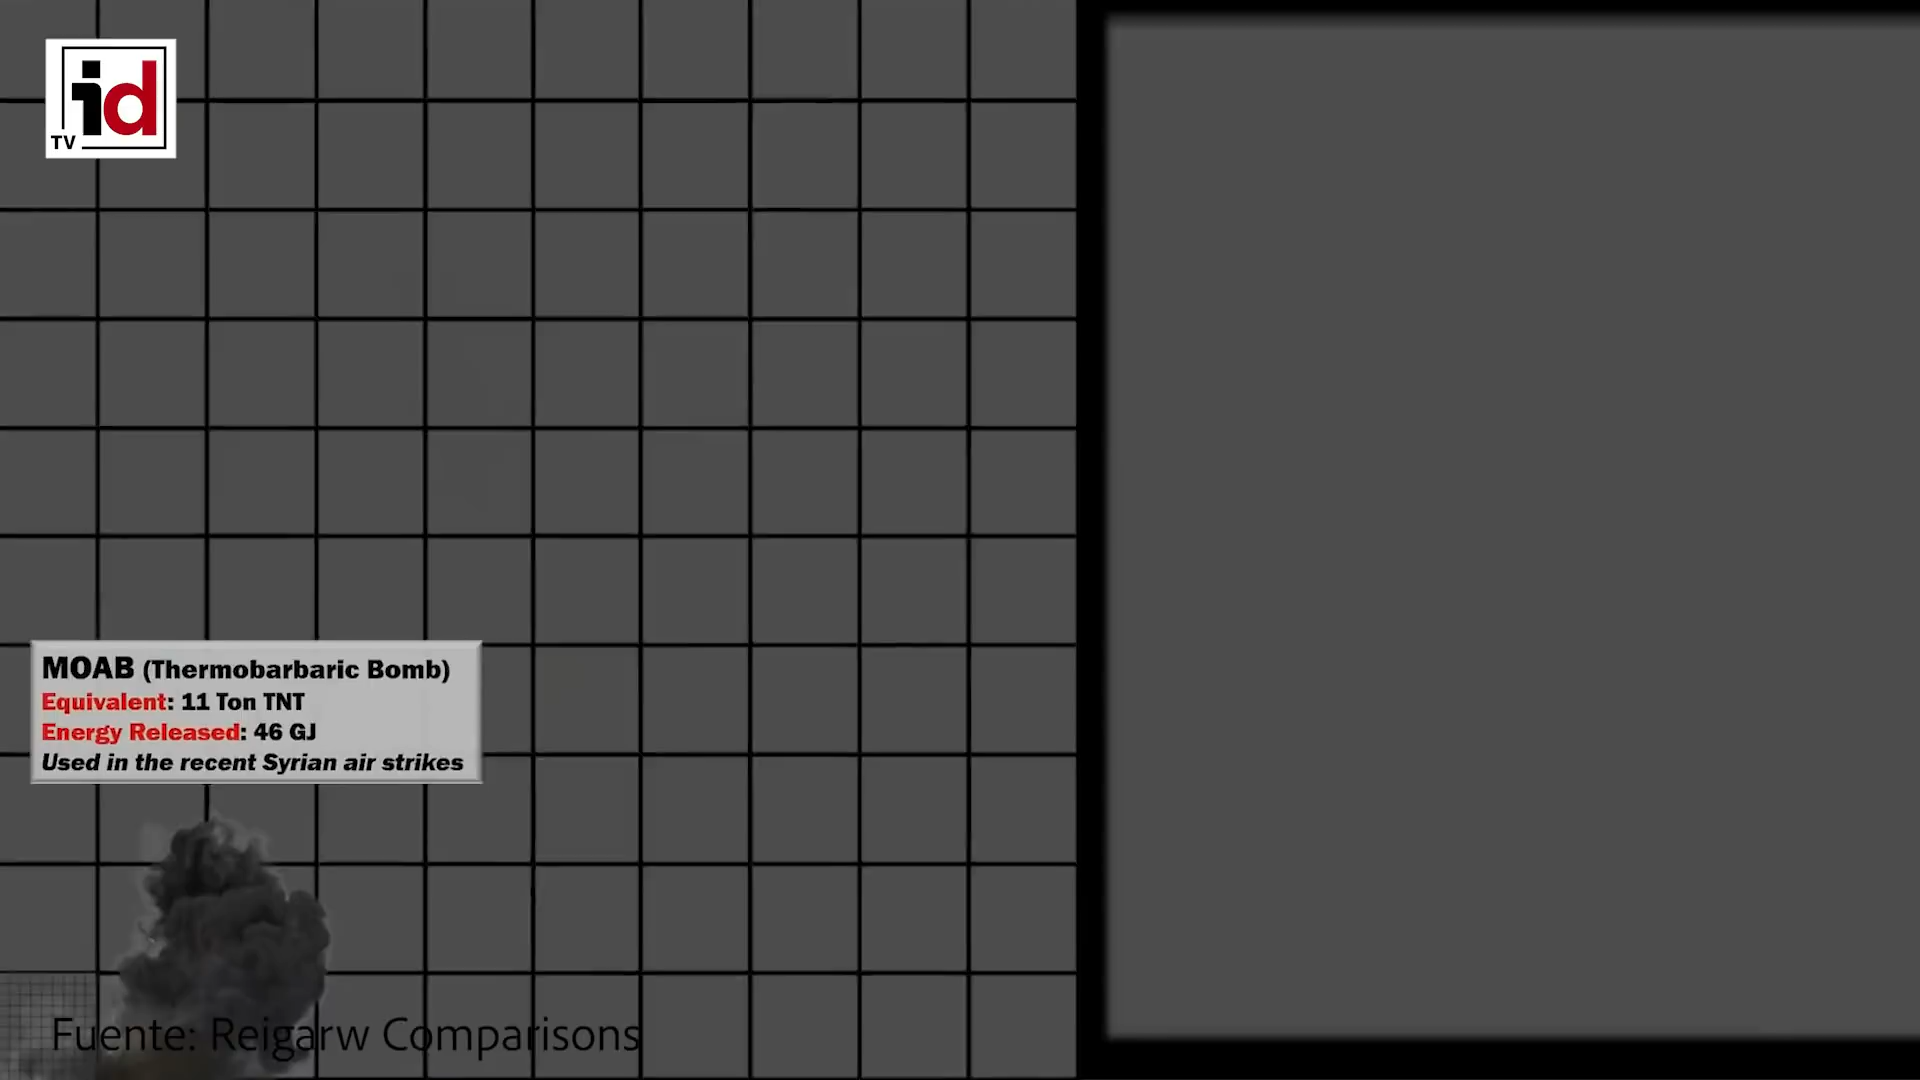 id
TV
MOAB (Thermobarbaric Bomb)
Equivalent: 11 Ton TNT
Energy Released: 46 GJ
Used in the recent Syrian air strikes
Fuente: Reigarw Comparisons